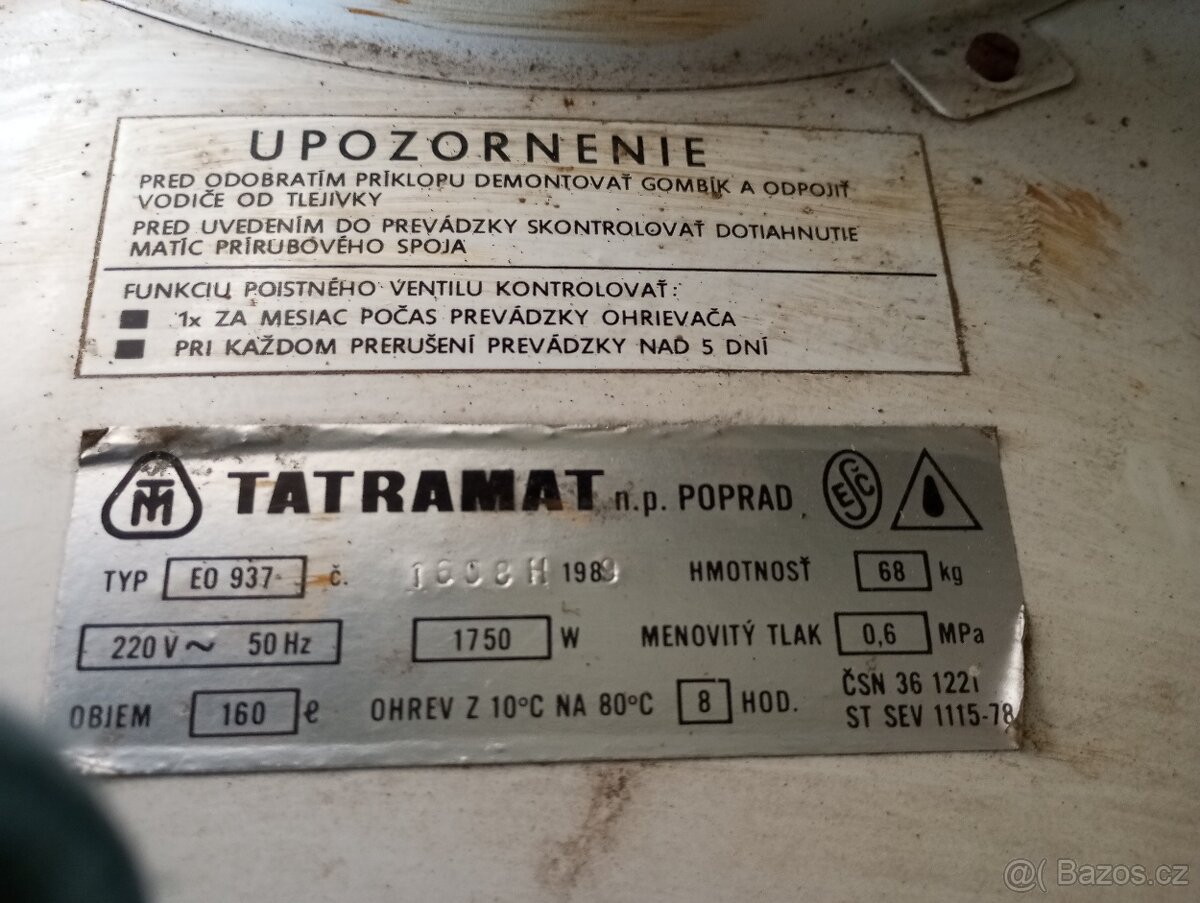 UPOZORNENIE
PRED ODOBRATÍM PRÍKLOPU DEMONTOVAŤ GOMBÍK A ODPOJIŤ
VODIČE OD TLEJIVKY
PRED UVEDENÍM DO PREVÁDZKY SKONTROLOVAŤ DOTIAHNUTIE
MATÍC PRÍRUBOVÉHO SPOJA
FUNKCIU POISTNÉHO VENTILU KONTROLOVAŤ:
1x ZA MESIAC POČAS PREVÁDZKY OHRIEVAČA
PRI KAŽDOM PRERUŠENÍ PREVÁDZKY NAD 5 DNÍ
TM TATRAMAT n.p. POPRAD EŠČ
TYP EO 937 č. 1608H 1989 HMOTNOSŤ 68 kg
220 V ~ 50 Hz 1750 W MENOVITÝ TLAK 0,6 MPa
OBJEM 160 ℓ OHREV Z 10°C NA 80°C 8 HOD. ČSN 36 1221
ST SEV 1115-78
@( Bazos.cz